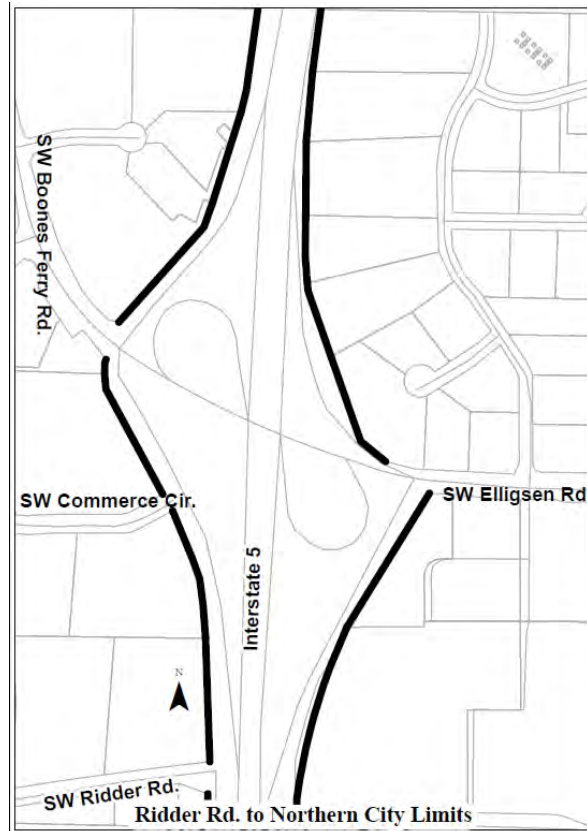 SW Boones Ferry Rd.
SW Commerce Cir.
SW Elligsen Rd
Interstate 5
N
SW Ridder Rd.
Ridder Rd. to Northern City Limits